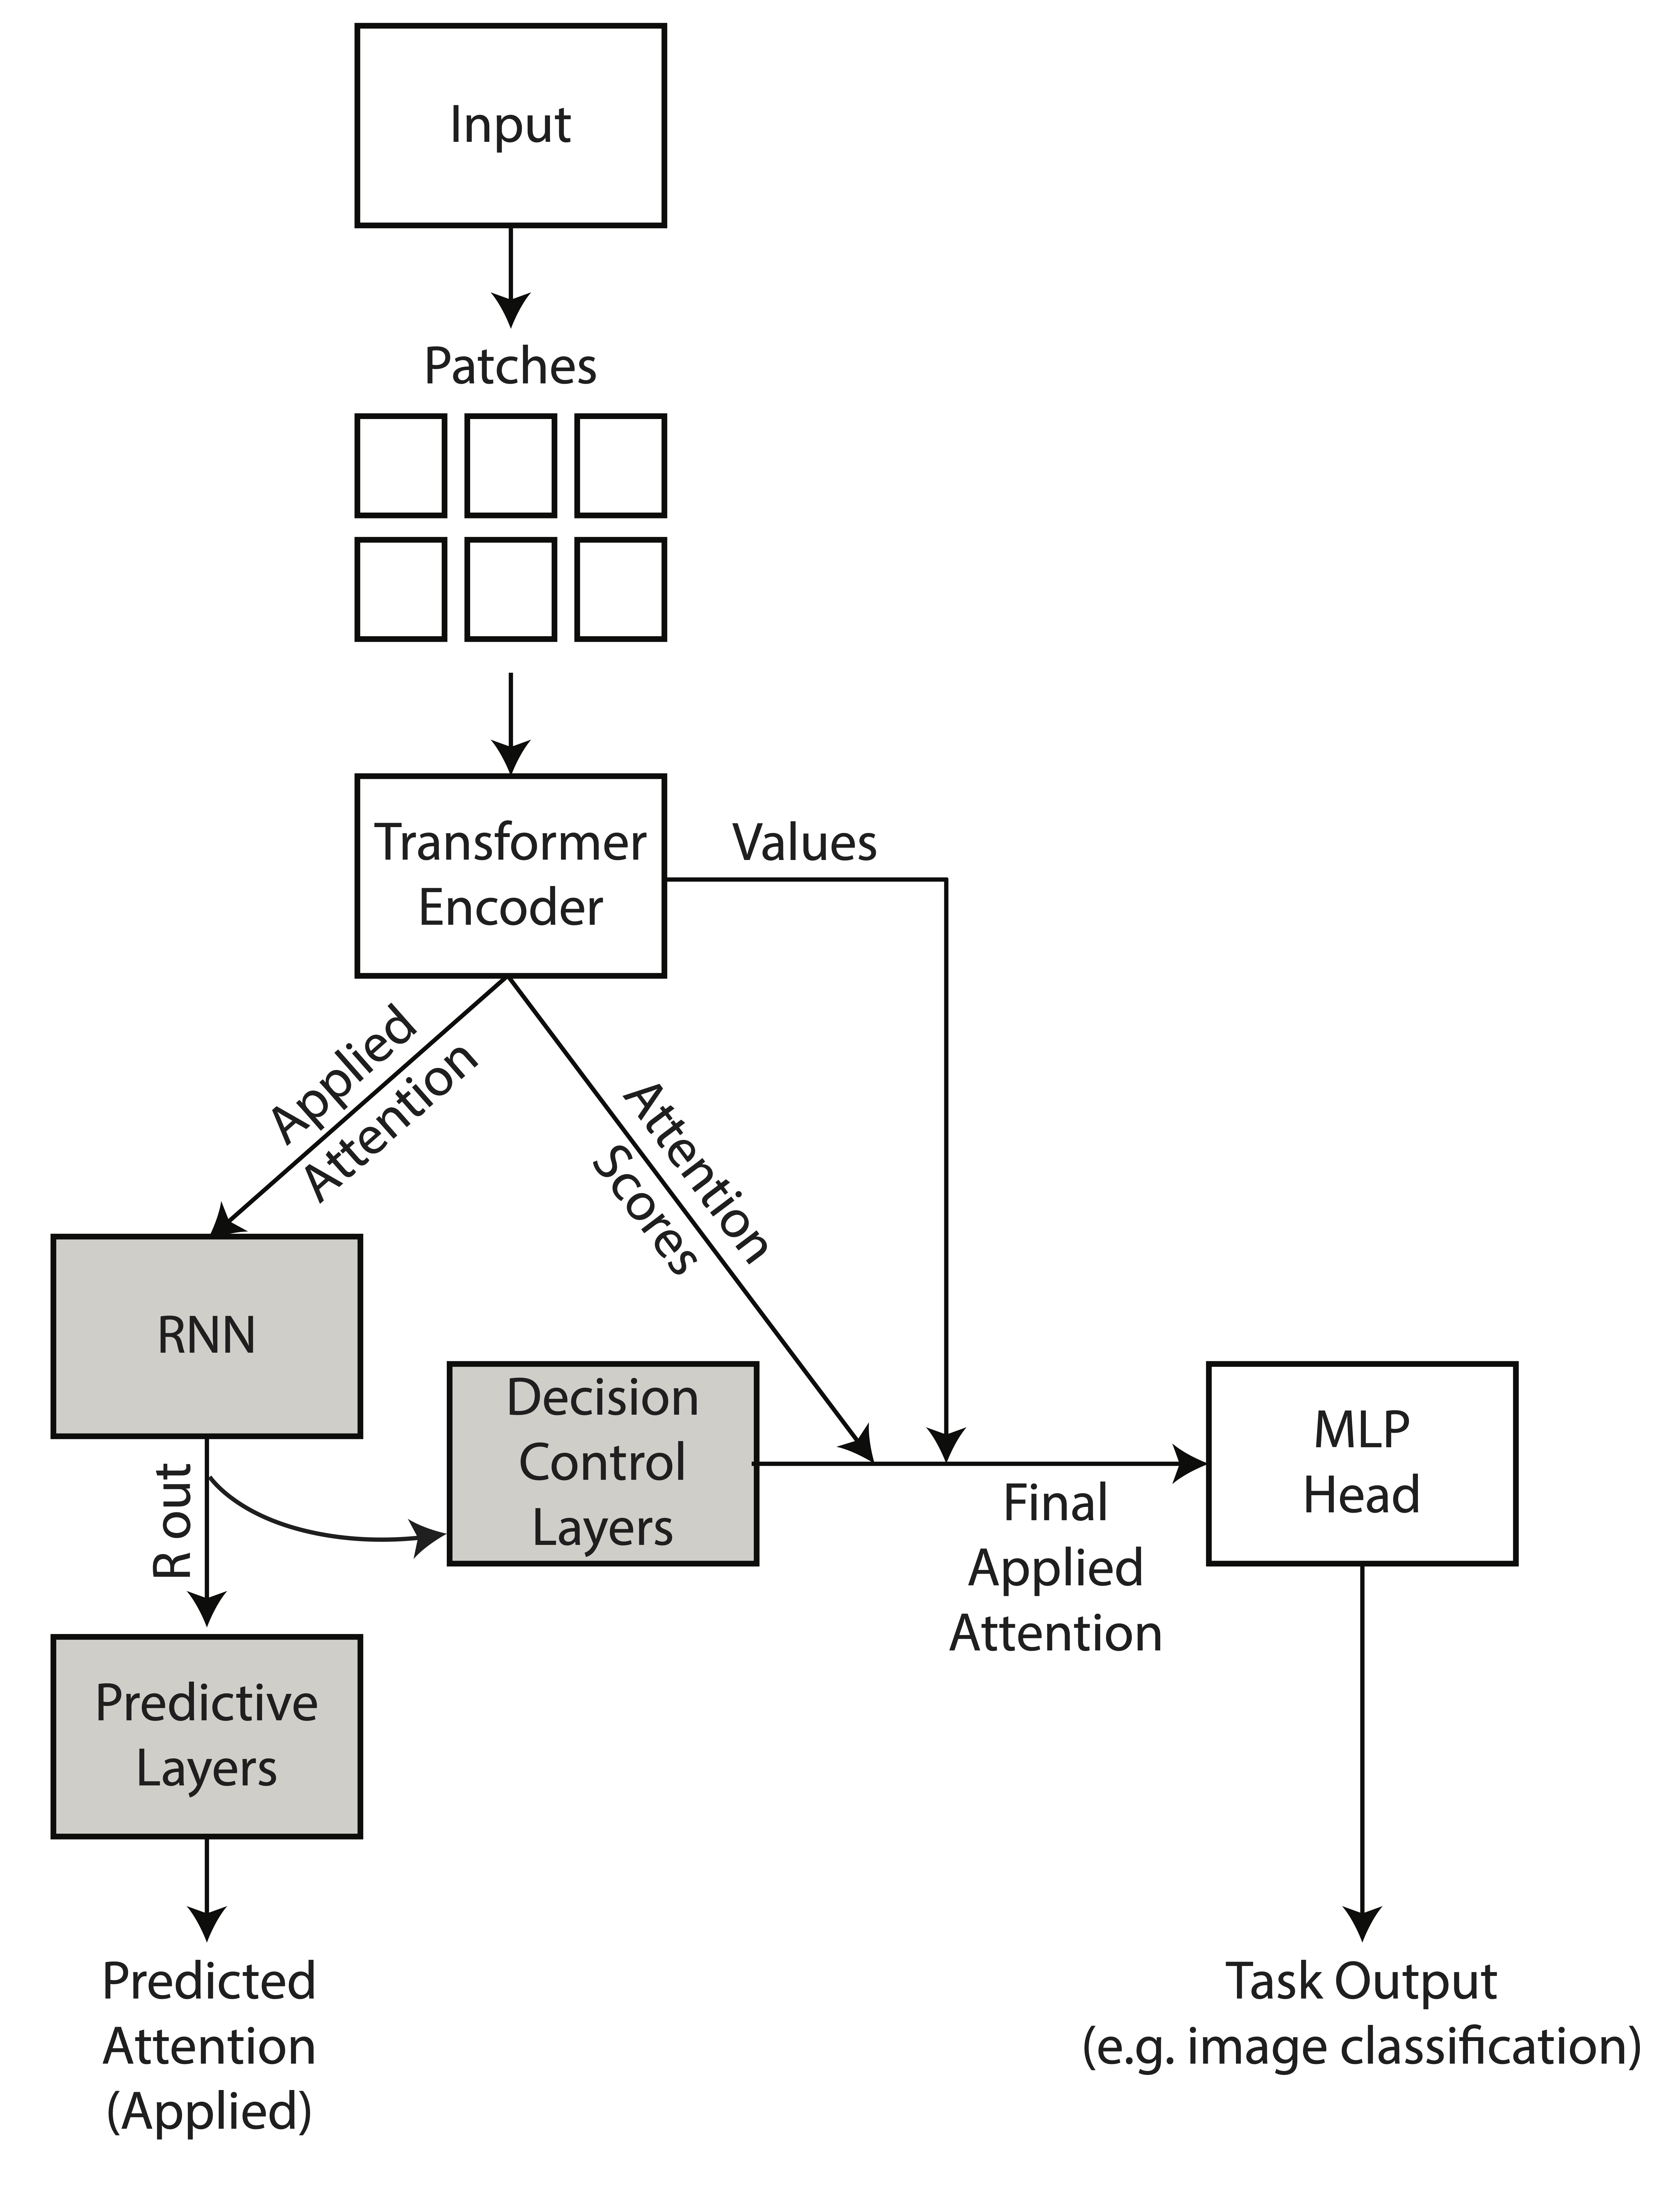 Input
Patches
Transformer
Encoder
Values
Applied
Attention
Attention
Scores
RNN
R out
Decision
Control
Layers
Final
Applied
Attention
MLP
Head
Predictive
Layers
Predicted
Attention
(Applied)
Task Output
(e.g. image classification)